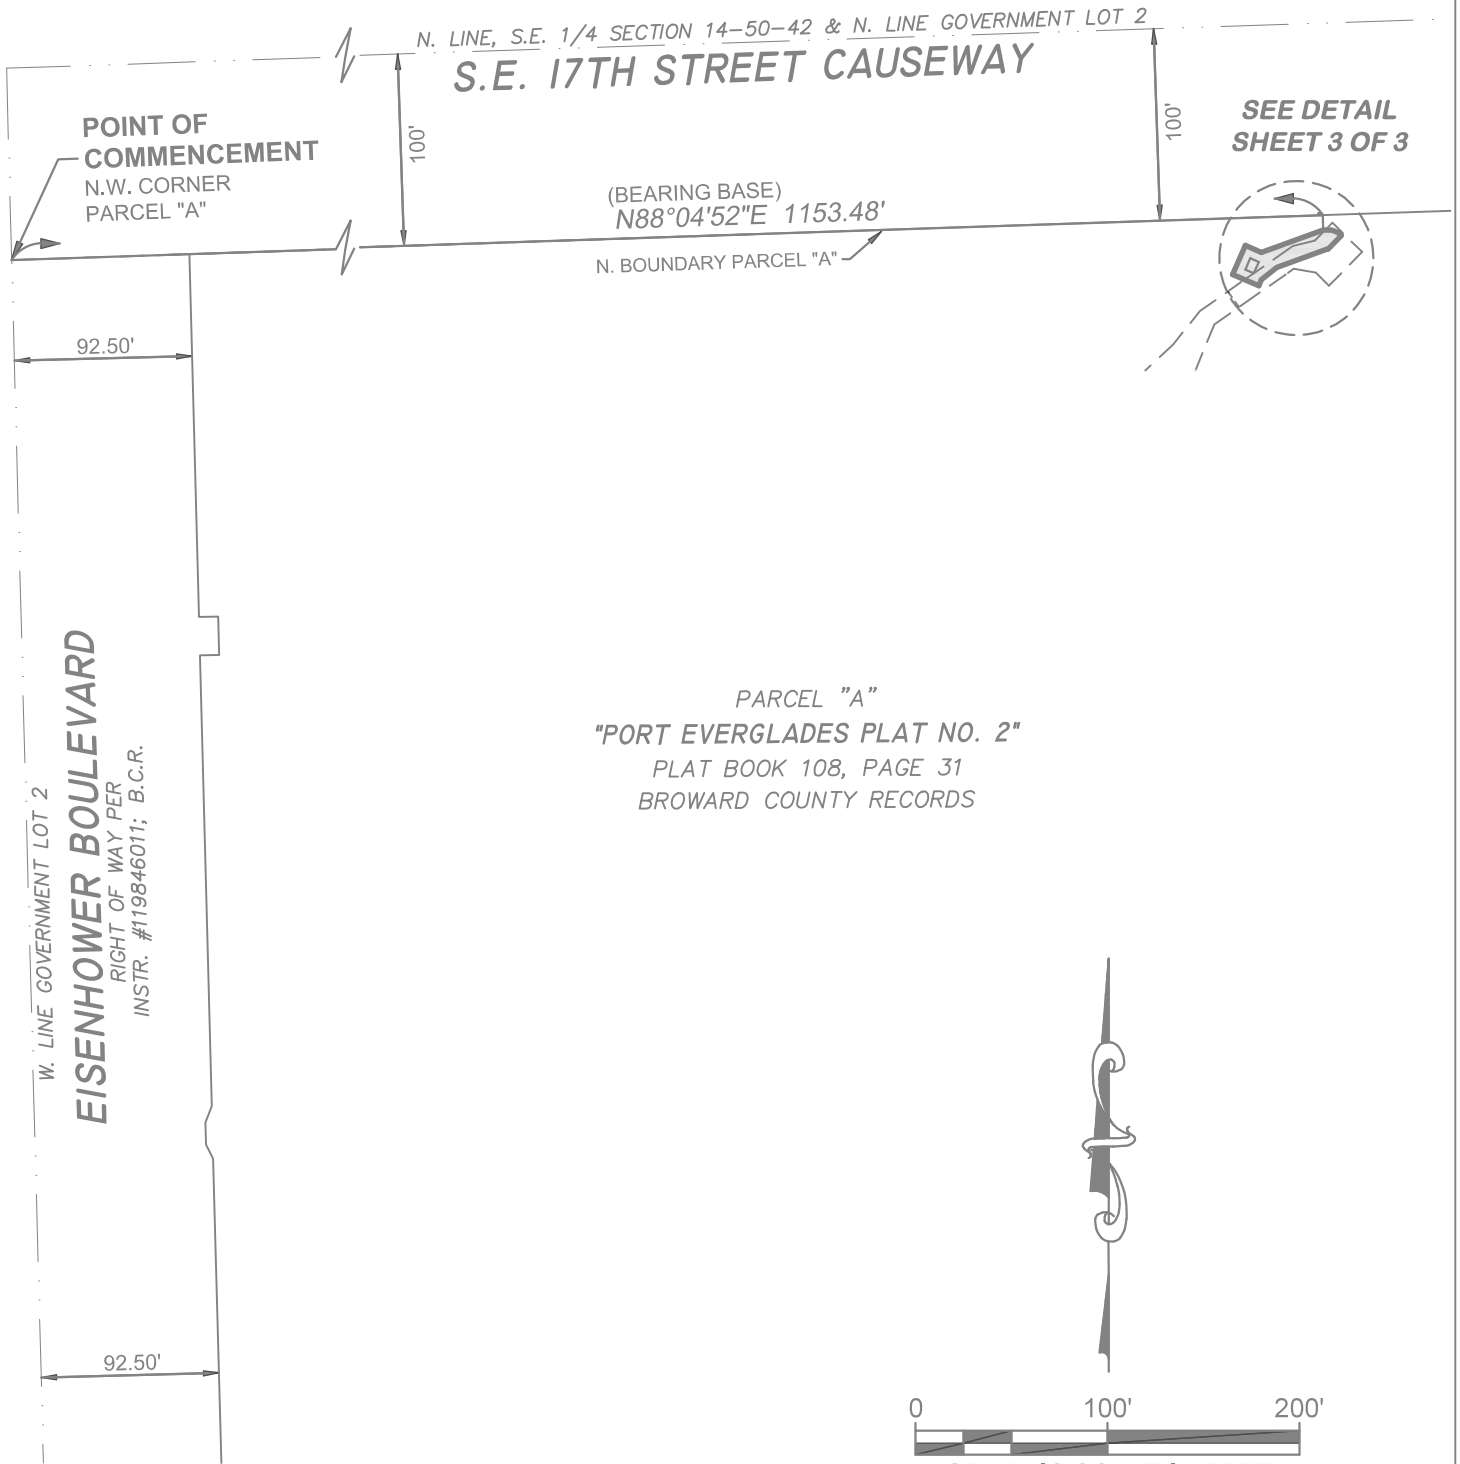 N. LINE, S.E. 1/4 SECTION 14-50-42 & N. LINE GOVERNMENT LOT 2
S.E. 17TH STREET CAUSEWAY
POINT OF
COMMENCEMENT
N.W. CORNER
PARCEL "A"
100'
100'
SEE DETAIL
SHEET 3 OF 3
(BEARING BASE)
N88°04'52"E 1153.48'
N. BOUNDARY PARCEL "A"
92.50'
W. LINE GOVERNMENT LOT 2
EISENHOWER BOULEVARD
RIGHT OF WAY PER
INSTR. #119846011; B.C.R.
PARCEL "A"
"PORT EVERGLADES PLAT NO. 2"
PLAT BOOK 108, PAGE 31
BROWARD COUNTY RECORDS
92.50'
0 100' 200'